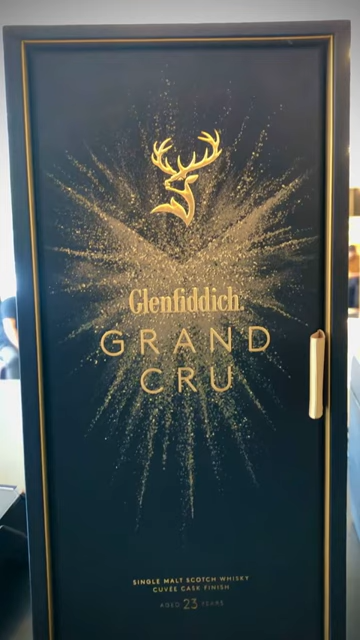 Glenfiddich
GRAND
CRU
SINGLE MALT SCOTCH WHISKY
CUVÉE CASK FINISH
AGED 23 YEARS